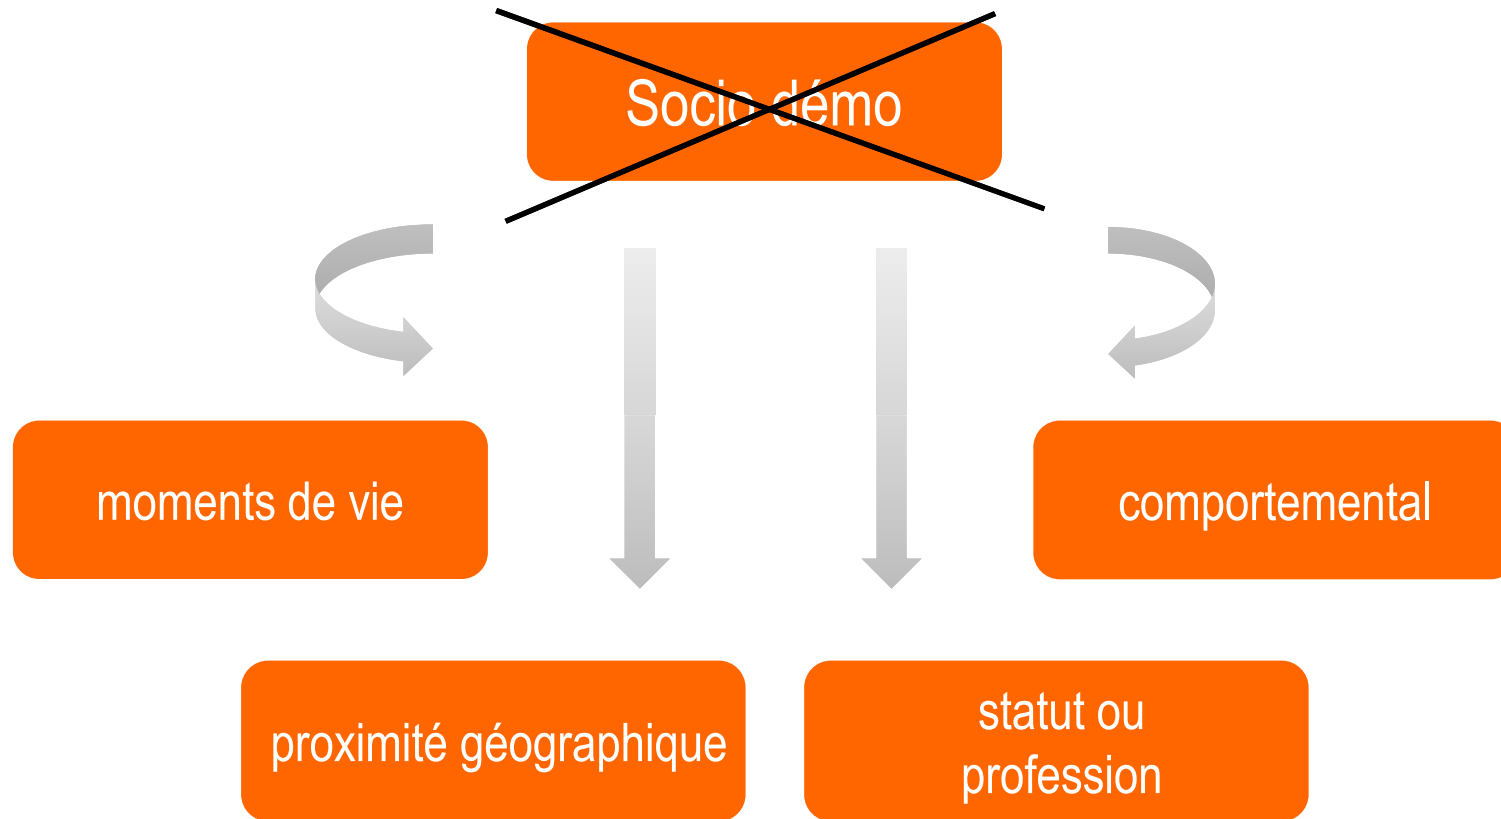 Socio démo
moments de vie
comportemental
proximité géographique
statut ou
profession